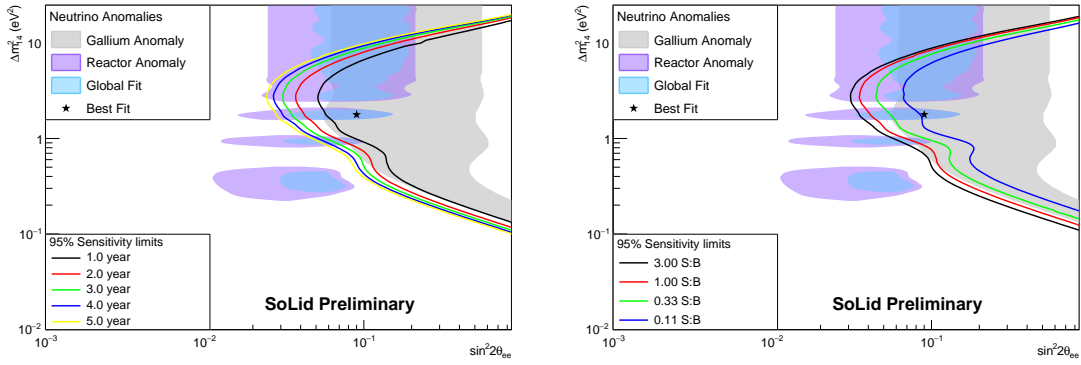 Δm²₁₄ (eV²)
10
1
10⁻¹
10⁻²
Neutrino Anomalies
Gallium Anomaly
Reactor Anomaly
Global Fit
★ Best Fit
95% Sensitivity limits
1.0 year
2.0 year
3.0 year
4.0 year
5.0 year
SoLid Preliminary
10⁻³ 10⁻² 10⁻¹
sin²2θₑₑ
Δm²₁₄ (eV²)
10
1
10⁻¹
10⁻²
Neutrino Anomalies
Gallium Anomaly
Reactor Anomaly
Global Fit
★ Best Fit
95% Sensitivity limits
3.00 S:B
1.00 S:B
0.33 S:B
0.11 S:B
SoLid Preliminary
10⁻³ 10⁻² 10⁻¹
sin²2θₑₑ